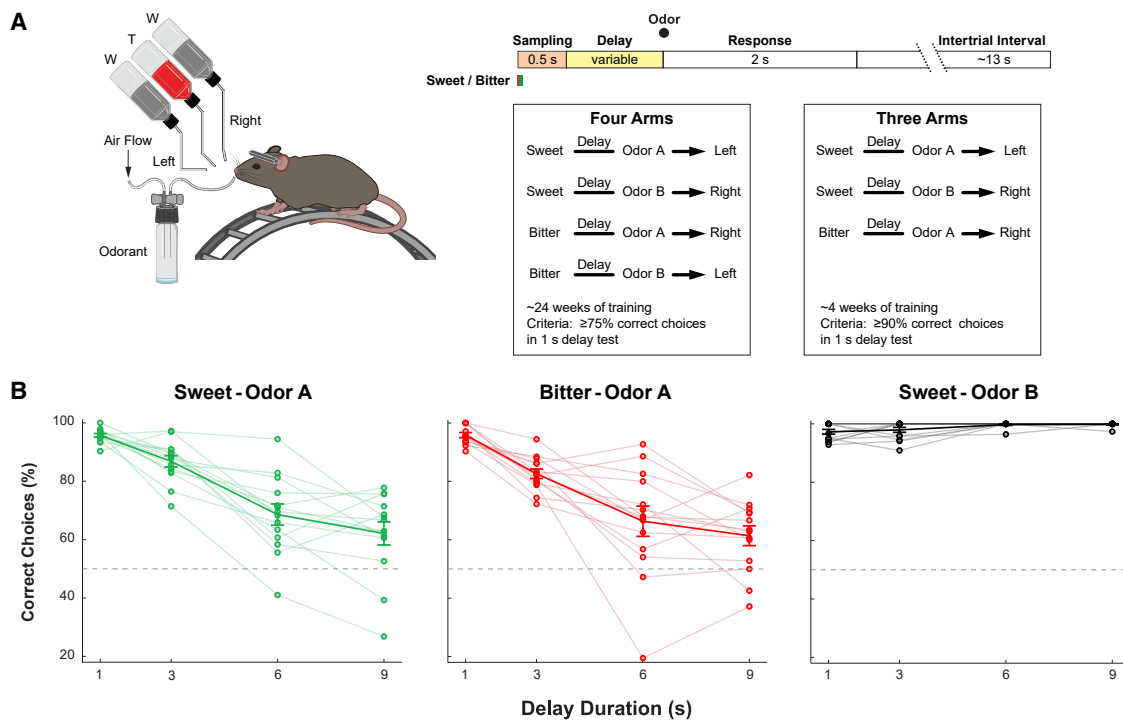 A
W
T
W
Air Flow
Left
Right
Odorant
Odor
Sampling Delay Response Intertrial Interval
0.5 s variable 2 s ~13 s
Sweet / Bitter
Four Arms
Sweet Delay Odor A Left
Sweet Delay Odor B Right
Bitter Delay Odor A Right
Bitter Delay Odor B Left
~24 weeks of training
Criteria: ≥75% correct choices
in 1 s delay test
Three Arms
Sweet Delay Odor A Left
Sweet Delay Odor B Right
Bitter Delay Odor A Right
~4 weeks of training
Criteria: ≥90% correct choices
in 1 s delay test
B
Sweet - Odor A
Bitter - Odor A
Sweet - Odor B
Correct Choices (%)
100
80
60
40
20
1 3 6 9
1 3 6 9
1 3 6 9
Delay Duration (s)